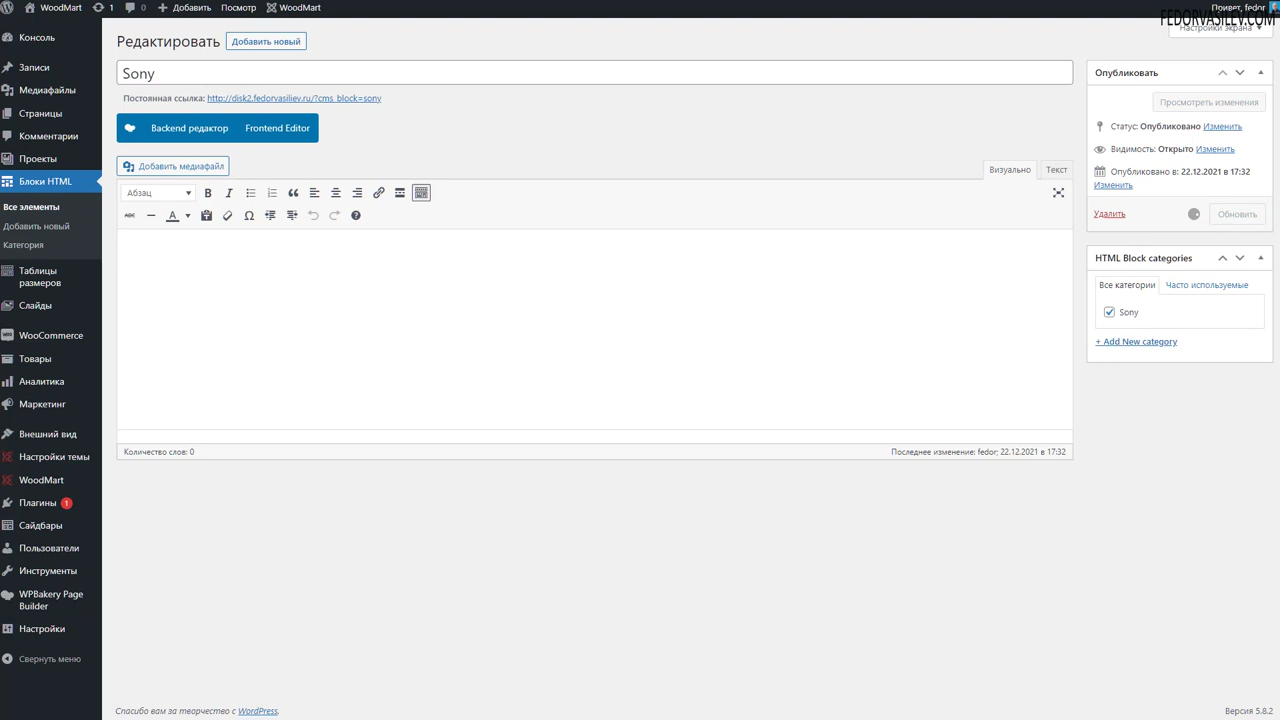 WoodMart 1 0 Добавить Посмотр WoodMart Привет, fedor
FEDORVASILEV.COM
Настройки экрана
Консоль
Записи
Медиафайлы
Страницы
Комментарии
Проекты
Блоки HTML
Все элементы
Добавить новый
Категория
Таблицы
размеров
Слайды
WooCommerce
Товары
Аналитика
Маркетинг
Внешний вид
Настройки темы
WoodMart
Плагины 1
Сайдбары
Пользователи
Инструменты
WPBakery Page
Builder
Настройки
Свернуть меню
Редактировать Добавить новый
Sony
Постоянная ссылка: http://disk2.fedorvasiliev.ru/?cms_block=sony
Backend редактор Frontend Editor
Добавить медиафайл
Визуально Текст
Абзац B I
ABC A
Количество слов: 0 Последнее изменение: fedor; 22.12.2021 в 17:32
Опубликовать
Просмотреть изменения
Статус: Опубликовано Изменить
Видимость: Открыто Изменить
Опубликовано в: 22.12.2021 в 17:32
Изменить
Удалить Обновить
HTML Block categories
Все категории Часто используемые
Sony
+ Add New category
Спасибо вам за творчество с WordPress. Версия 5.8.2